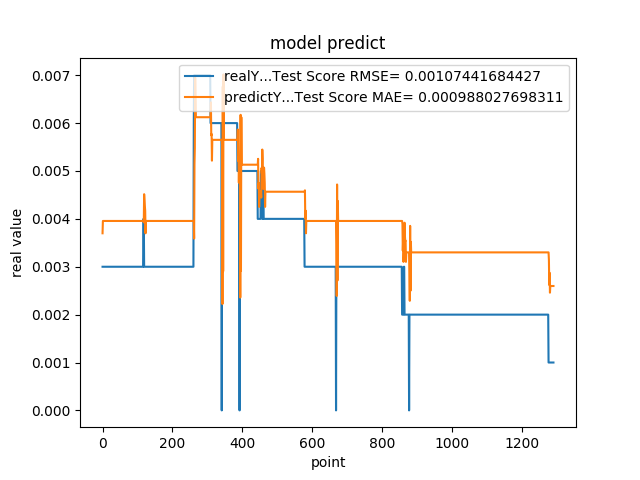 model predict
realY...Test Score RMSE= 0.00107441684427
predictY...Test Score MAE= 0.000988027698311
real value
0.007
0.006
0.005
0.004
0.003
0.002
0.001
0.000
0 200 400 600 800 1000 1200
point